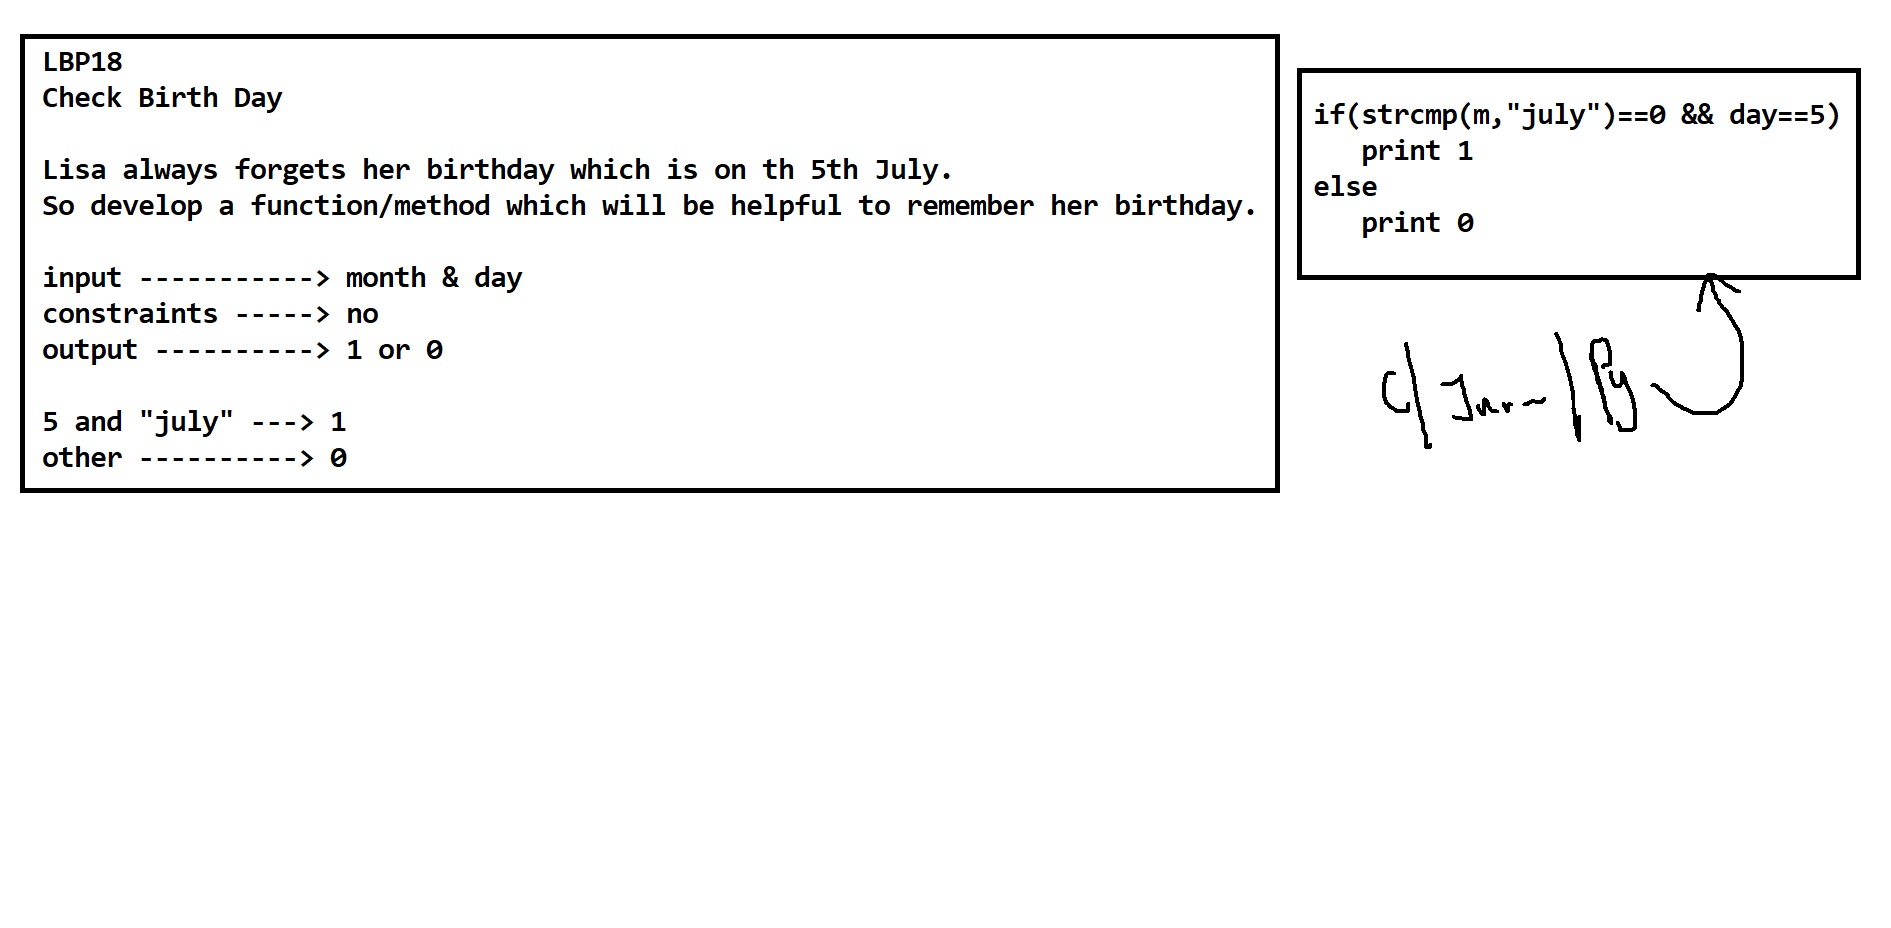 LBP18
Check Birth Day
Lisa always forgets her birthday which is on th 5th July.
So develop a function/method which will be helpful to remember her birthday.
input -----------> month & day
constraints -----> no
output ----------> 1 or 0
5 and "july" ---> 1
other ----------> 0
if(strcmp(m,"july")==0 && day==5)
print 1
else
print 0
C/
/Py